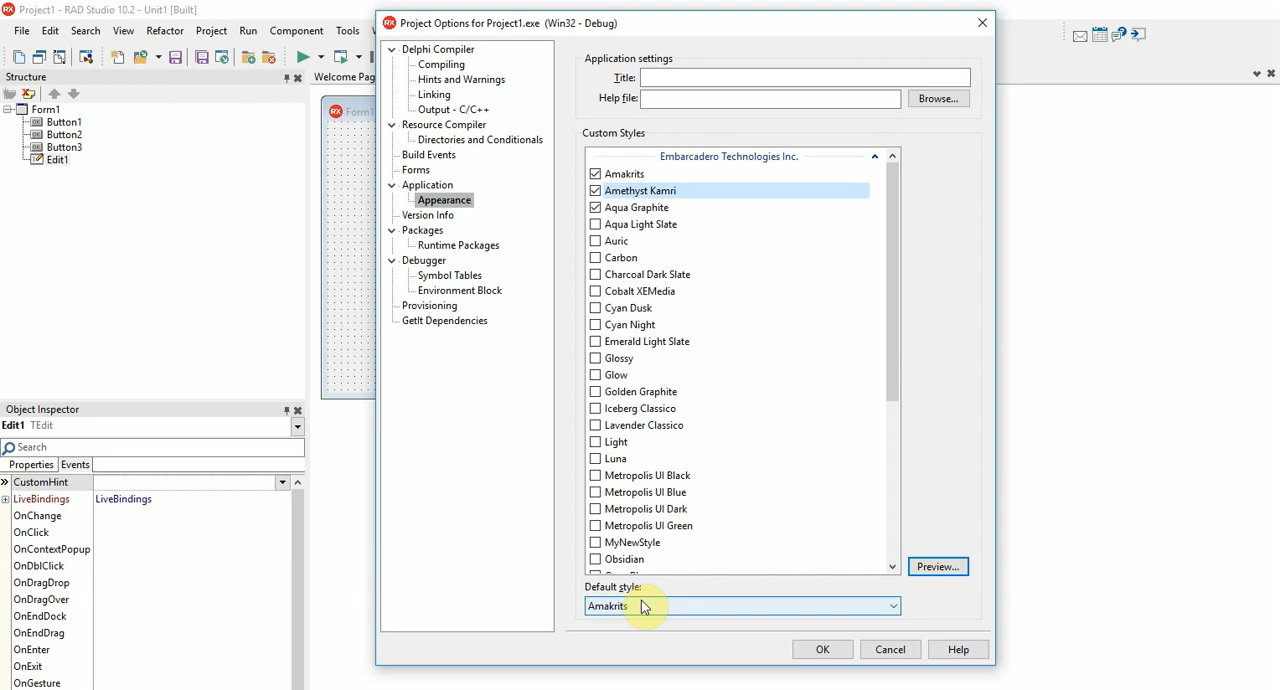 Project1 - RAD Studio 10.2 - Unit1 [Built]
File Edit Search View Refactor Project Run Component Tools
Structure
Form1
Button1
Button2
Button3
Edit1
Welcome Pag
Form1
Object Inspector
Edit1 TEdit
Search
Properties Events
CustomHint
LiveBindings LiveBindings
OnChange
OnClick
OnContextPopup
OnDblClick
OnDragDrop
OnDragOver
OnEndDock
OnEndDrag
OnEnter
OnExit
OnGesture
Project Options for Project1.exe (Win32 - Debug)
Delphi Compiler
Compiling
Hints and Warnings
Linking
Output - C/C++
Resource Compiler
Directories and Conditionals
Build Events
Forms
Application
Appearance
Version Info
Packages
Runtime Packages
Debugger
Symbol Tables
Environment Block
Provisioning
GetIt Dependencies
Application settings
Title:
Help file:
Browse...
Custom Styles
Embarcadero Technologies Inc.
Amakrits
Amethyst Kamri
Aqua Graphite
Aqua Light Slate
Auric
Carbon
Charcoal Dark Slate
Cobalt XEMedia
Cyan Dusk
Cyan Night
Emerald Light Slate
Glossy
Glow
Golden Graphite
Iceberg Classico
Lavender Classico
Light
Luna
Metropolis UI Black
Metropolis UI Blue
Metropolis UI Dark
Metropolis UI Green
MyNewStyle
Obsidian
Preview...
Default style:
Amakrits
OK Cancel Help